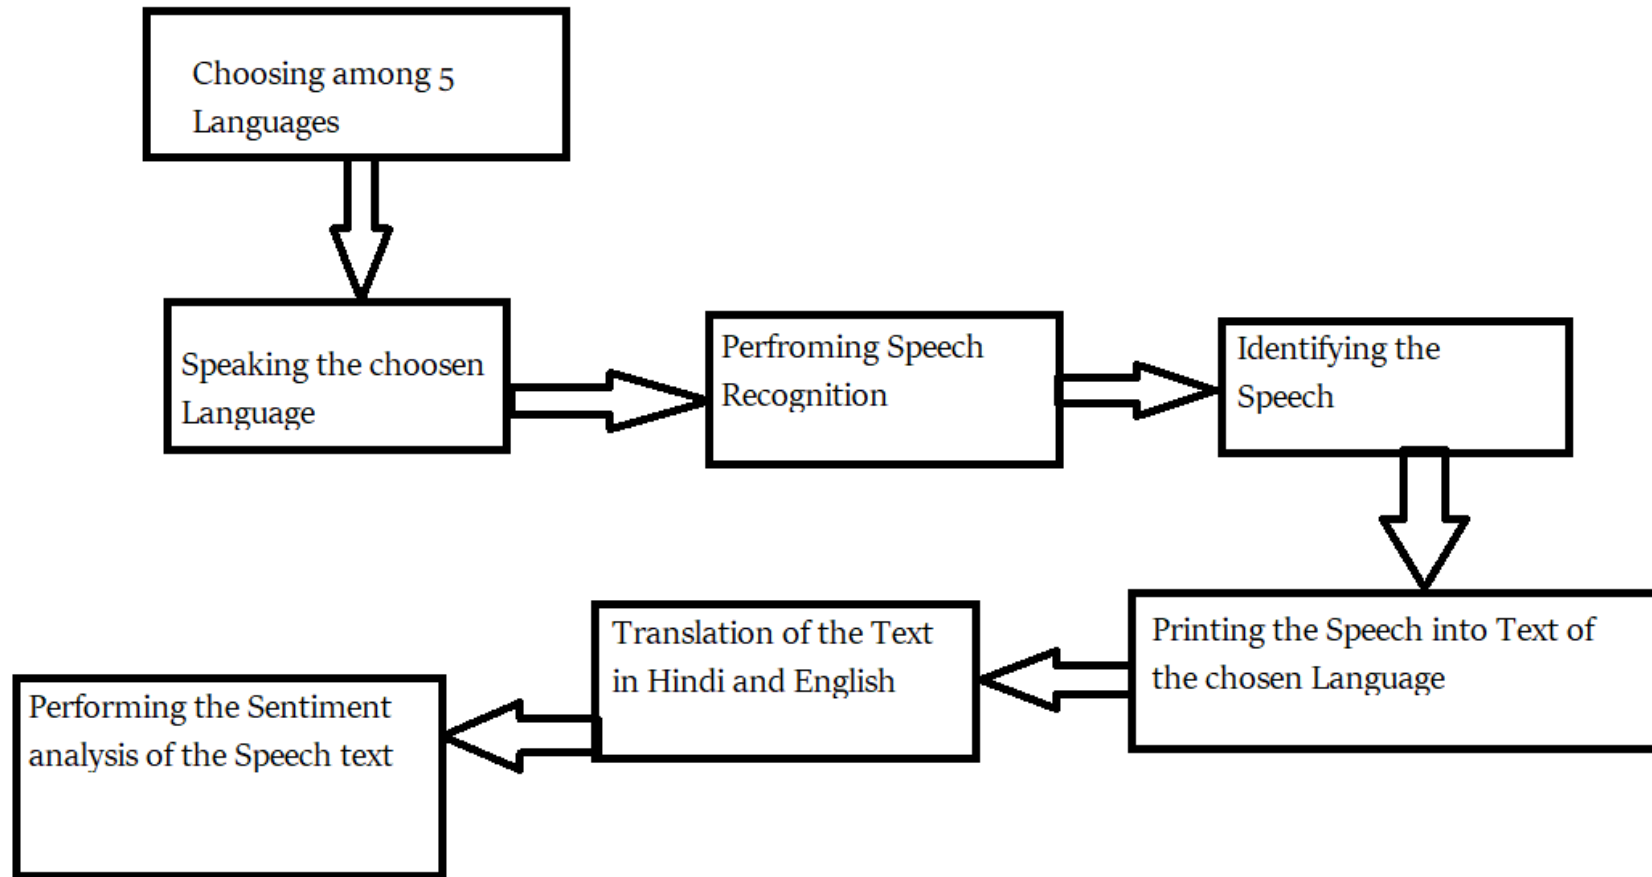 Choosing among 5
Languages
Speaking the choosen
Language
Perfroming Speech
Recognition
Identifying the
Speech
Printing the Speech into Text of
the chosen Language
Translation of the Text
in Hindi and English
Performing the Sentiment
analysis of the Speech text